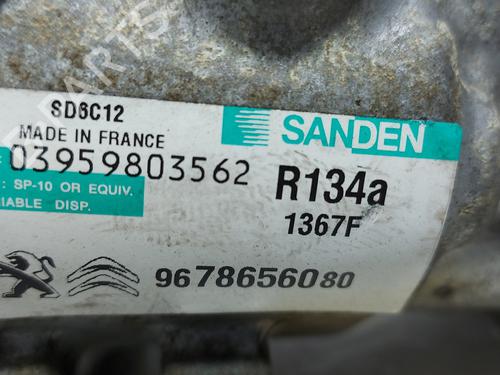 SD6C12
MADE IN FRANCE
SANDEN
03959803562
: SP-10 OR EQUIV.
IABLE DISP.
R134a
1367F
9678656080